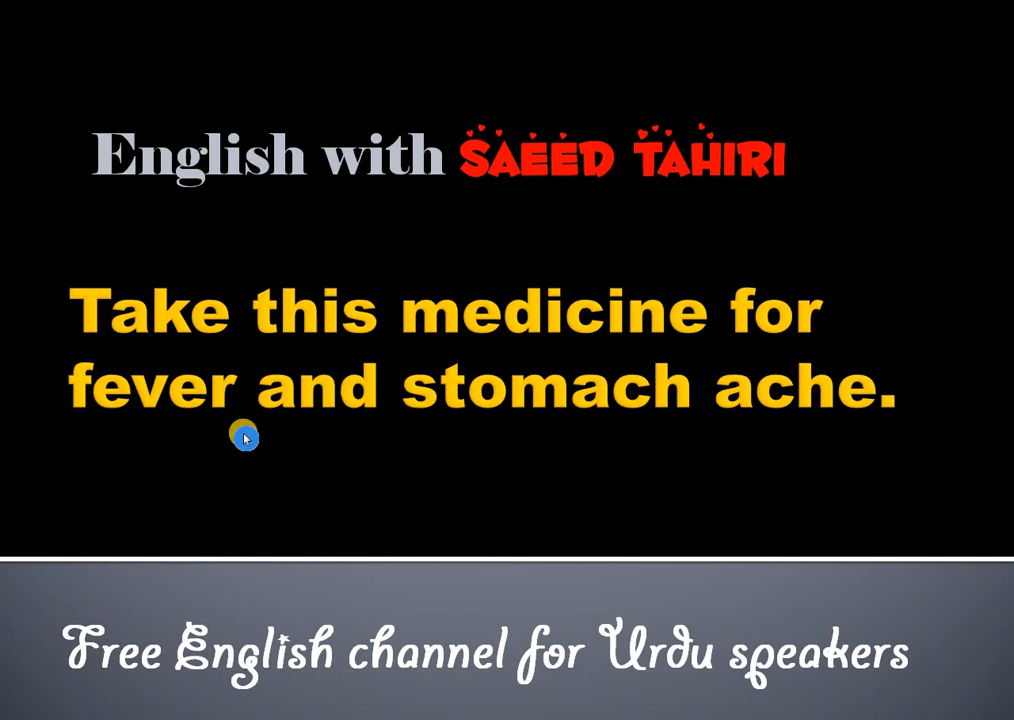 English with SAEED TAHIRI
Take this medicine for
fever and stomach ache.
Free English channel for Urdu speakers